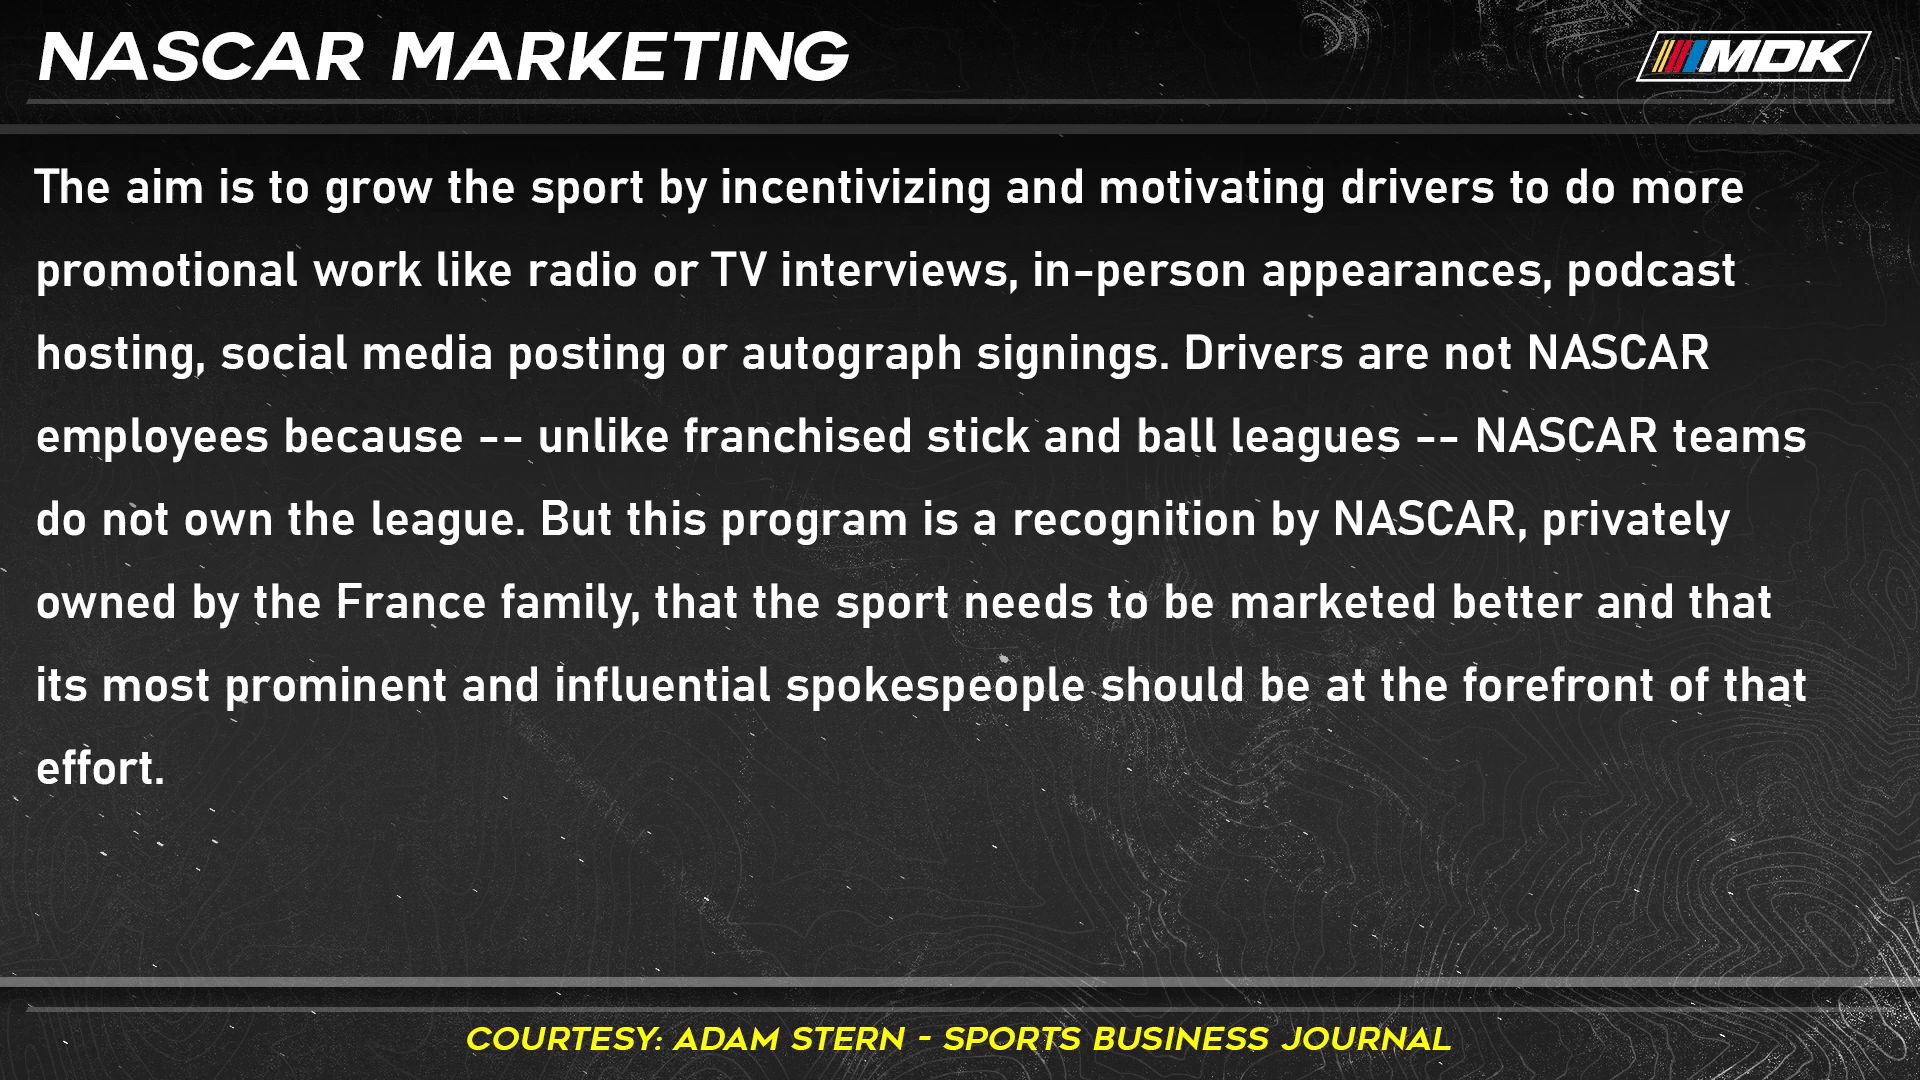 NASCAR MARKETING
MDK
The aim is to grow the sport by incentivizing and motivating drivers to do more
promotional work like radio or TV interviews, in-person appearances, podcast
hosting, social media posting or autograph signings. Drivers are not NASCAR
employees because -- unlike franchised stick and ball leagues -- NASCAR teams
do not own the league. But this program is a recognition by NASCAR, privately
owned by the France family, that the sport needs to be marketed better and that
its most prominent and influential spokespeople should be at the forefront of that
effort.
COURTESY: ADAM STERN - SPORTS BUSINESS JOURNAL